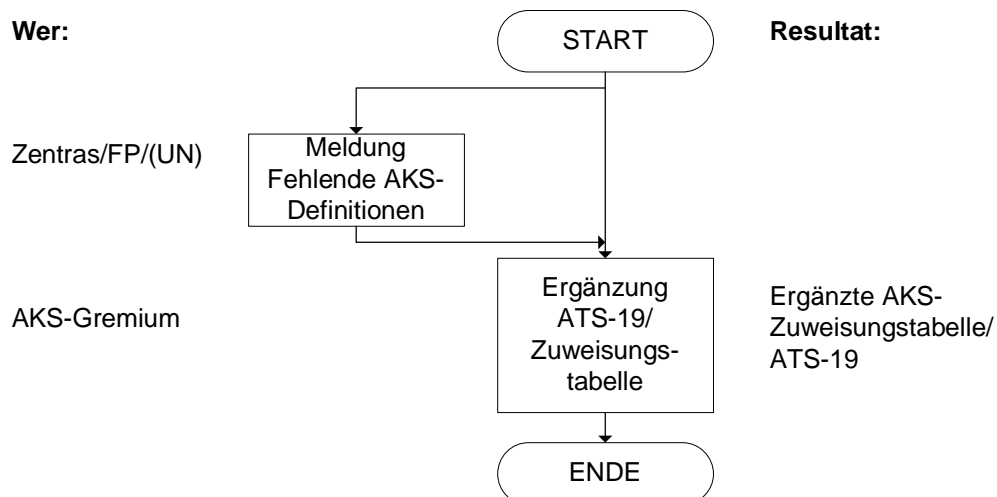 Wer:
START
Resultat:
Zentras/FP/(UN)
Meldung
Fehlende AKS-
Definitionen
AKS-Gremium
Ergänzung
ATS-19/
Zuweisungs-
tabelle
Ergänzte AKS-
Zuweisungstabelle/
ATS-19
ENDE